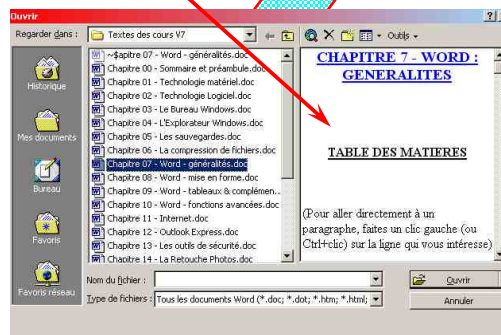 Ouvrir
Regarder dans : Textes des cours V7 Outils
Historique
Mes documents
Bureau
Favoris
Favoris réseau
~$apitre 07 - Word - généralités.doc
Chapitre 00 - Sommaire et préambule.doc
Chapitre 01 - Technologie matériel.doc
Chapitre 02 - Technologie Logiciel.doc
Chapitre 03 - Le Bureau Windows.doc
Chapitre 04 - L'Explorateur Windows.doc
Chapitre 05 - Les sauvegardes.doc
Chapitre 06 - La compression de fichiers.doc
Chapitre 07 - Word - généralités.doc
Chapitre 08 - Word - mise en forme.doc
Chapitre 09 - Word - tableaux & complémen..
Chapitre 10 - Word - fonctions avancées.doc
Chapitre 11 - Internet.doc
Chapitre 12 - Outlook Express.doc
Chapitre 13 - Les outils de sécurité.doc
Chapitre 14 - La Retouche Photos.doc
CHAPITRE 7 - WORD :
GENERALITES
TABLE DES MATIERES
(Pour aller directement à un
paragraphe, faites un clic gauche (ou
Ctrl+clic) sur la ligne qui vous intéresse)
Nom du fichier :
Type de fichiers : Tous les documents Word (*.doc; *.dot; *.htm; *.html;
Ouvrir
Annuler